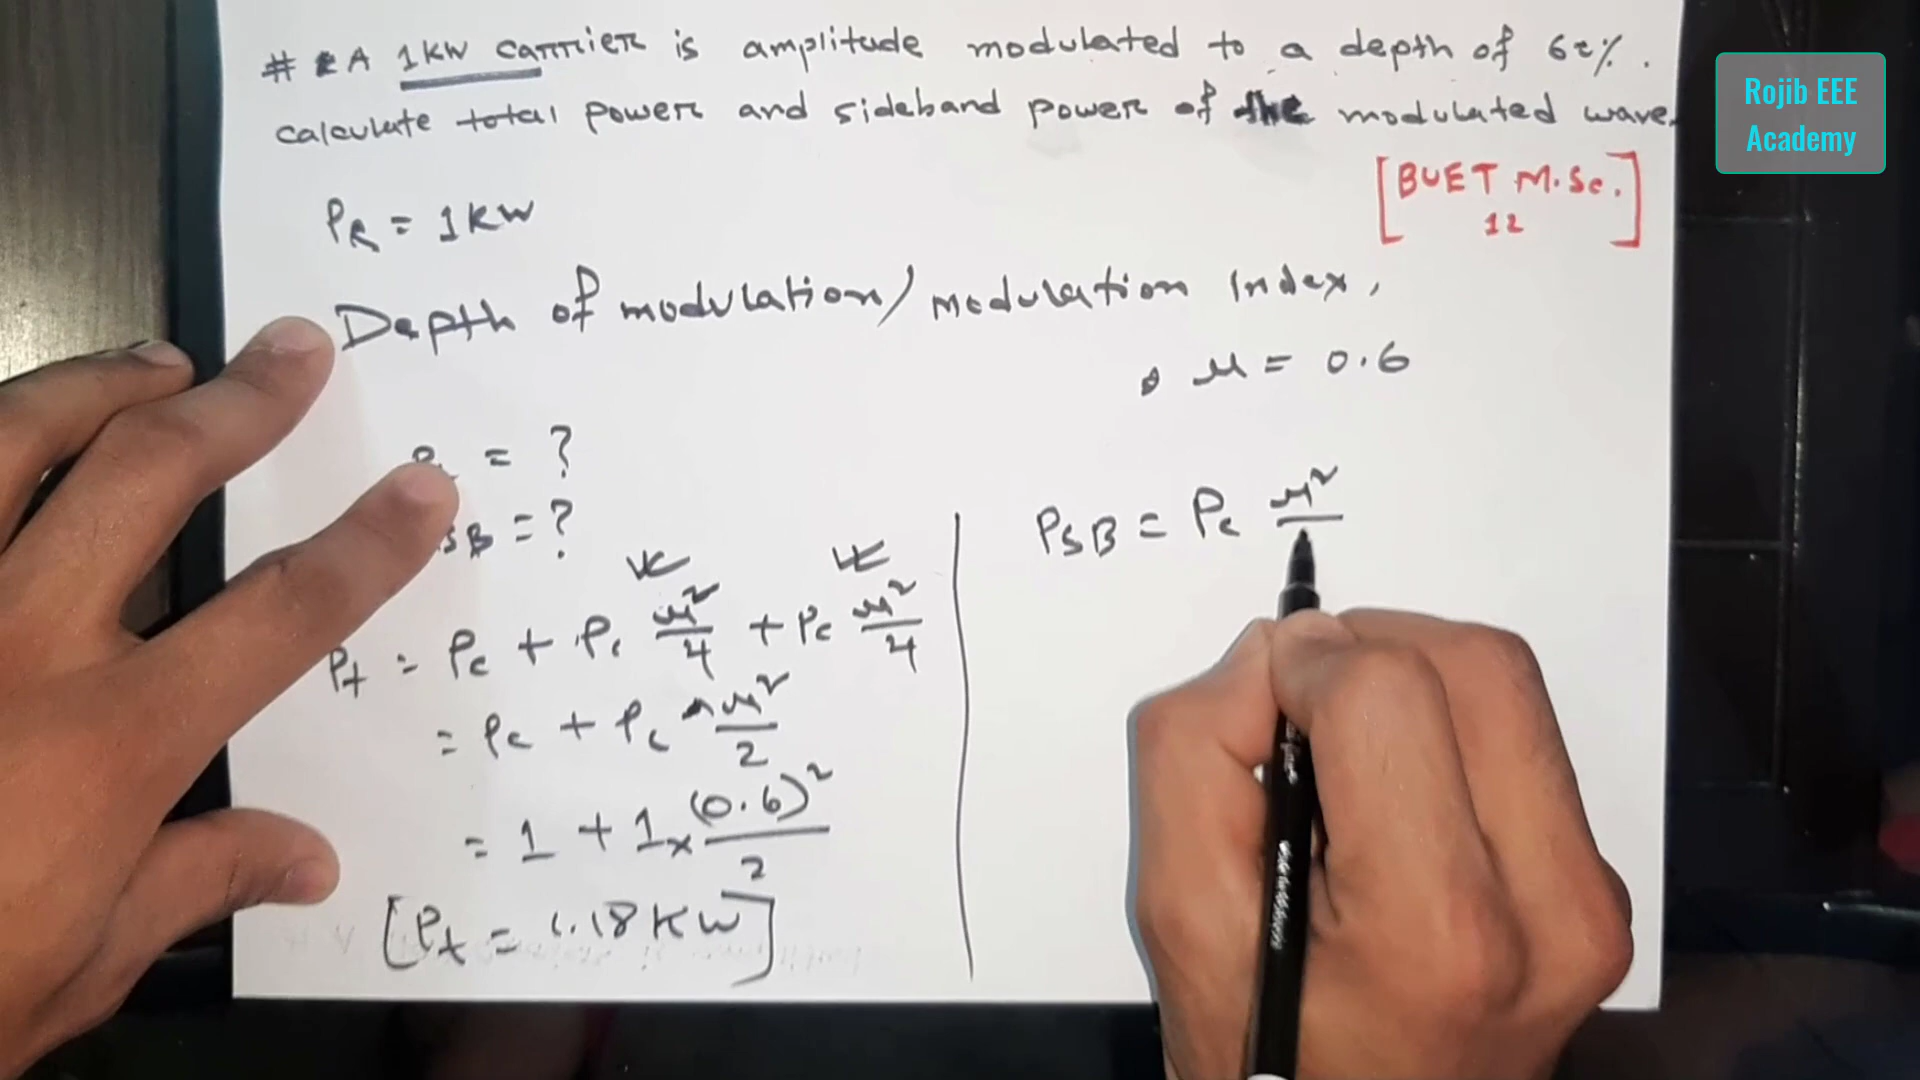 # A 1KW carrier is amplitude modulated to a depth of 60%.
calculate total power and sideband power of the modulated wave.
Rojib EEE
Academy
[BUET M.Sc.
12]
PR = 1KW
Depth of modulation/modulation Index,
μ = 0.6
= ?
SB = ?
Pt = Pc + Pc μ²/4 + Pc μ²/4
= Pc + Pc μ²/2
= 1 + 1 × (0.6)²/2
[Pt = 1.18 KW]
PSB = Pc μ²